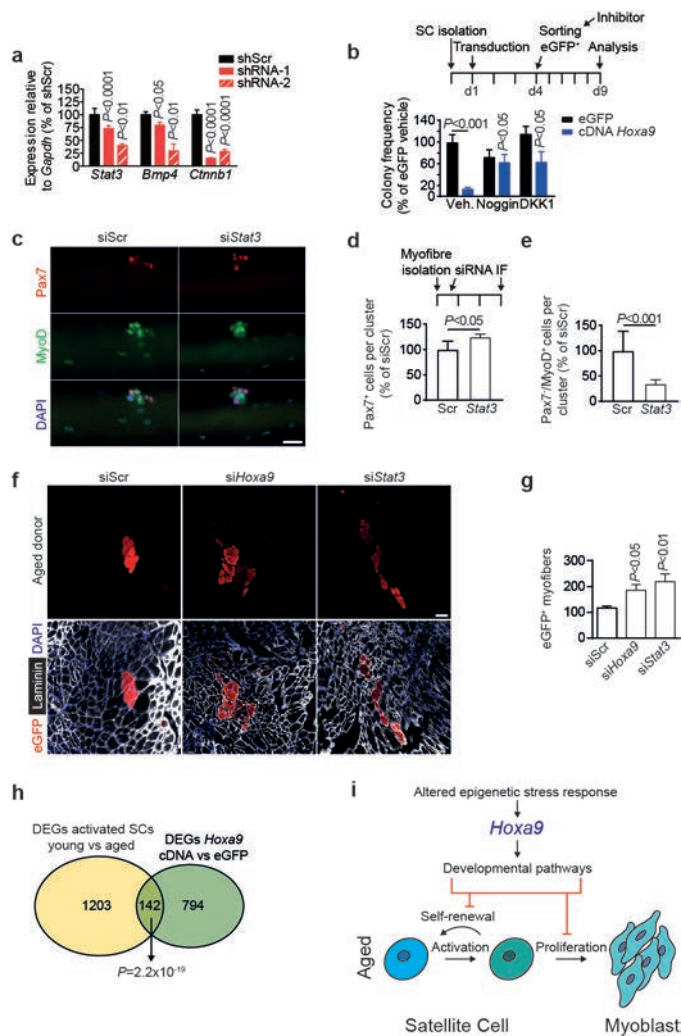 a
shScr
shRNA-1
shRNA-2
Expression relative
to Gapdh (% of shScr)
125
100
75
50
25
0
P<0.0001
P<0.01
P<0.05
P<0.01
P<0.0001
P<0.0001
Stat3
Bmp4
Ctnnb1
b
Inhibitor
SC isolation
Sorting
Transduction
eGFP+
Analysis
d1
d4
d9
eGFP
cDNA Hoxa9
Colony frequency
(% of eGFP vehicle)
140
120
100
80
60
40
20
0
P<0.001
P<0.05
P<0.05
Veh.
Noggin
DKK1
c
siScr
siStat3
Pax7
MyoD
DAPI
d
Myofibre
isolation
siRNA
IF
Pax7+ cells per cluster
(% of siScr)
150
100
50
0
P<0.05
Scr
Stat3
e
Pax7-/MyoD+ cells per
cluster (% of siScr)
150
100
50
0
P<0.001
Scr
Stat3
f
siScr
siHoxa9
siStat3
Aged donor
eGFP Laminin DAPI
g
eGFP+ myofibers
300
200
100
0
P<0.05
P<0.01
siScr
siHoxa9
siStat3
h
DEGs activated SCs
young vs aged
DEGs Hoxa9
cDNA vs eGFP
1203
142
794
P=2.2x10-19
i
Altered epigenetic stress response
Hoxa9
Developmental pathways
Self-renewal
Activation
Proliferation
Aged
Satellite Cell
Myoblast